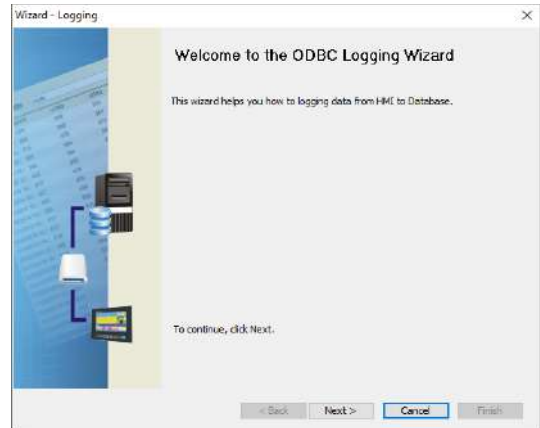 Wizard - Logging
Welcome to the ODBC Logging Wizard
This wizard helps you how to logging data from HMI to Database.
To continue, click Next.
< Back Next > Cancel Finish